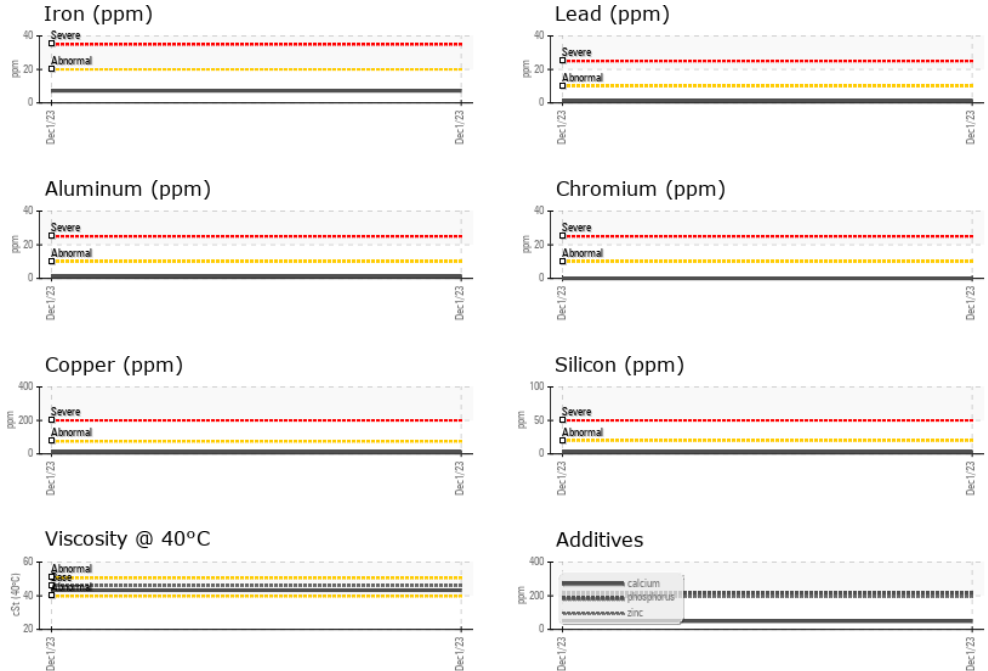 Iron (ppm)
40
20
0
ppm
Severe
Abnormal
Dec1/23
Dec1/23
Lead (ppm)
40
20
0
ppm
Severe
Abnormal
Dec1/23
Dec1/23
Aluminum (ppm)
40
20
0
ppm
Severe
Abnormal
Dec1/23
Dec1/23
Chromium (ppm)
40
20
0
ppm
Severe
Abnormal
Dec1/23
Dec1/23
Copper (ppm)
400
200
0
ppm
Severe
Abnormal
Dec1/23
Dec1/23
Silicon (ppm)
100
50
0
ppm
Severe
Abnormal
Dec1/23
Dec1/23
Viscosity @ 40°C
60
40
20
cSt (40°C)
Abnormal
Base
Abnormal
Dec1/23
Dec1/23
Additives
400
200
0
ppm
calcium
phosphorus
zinc
Dec1/23
Dec1/23